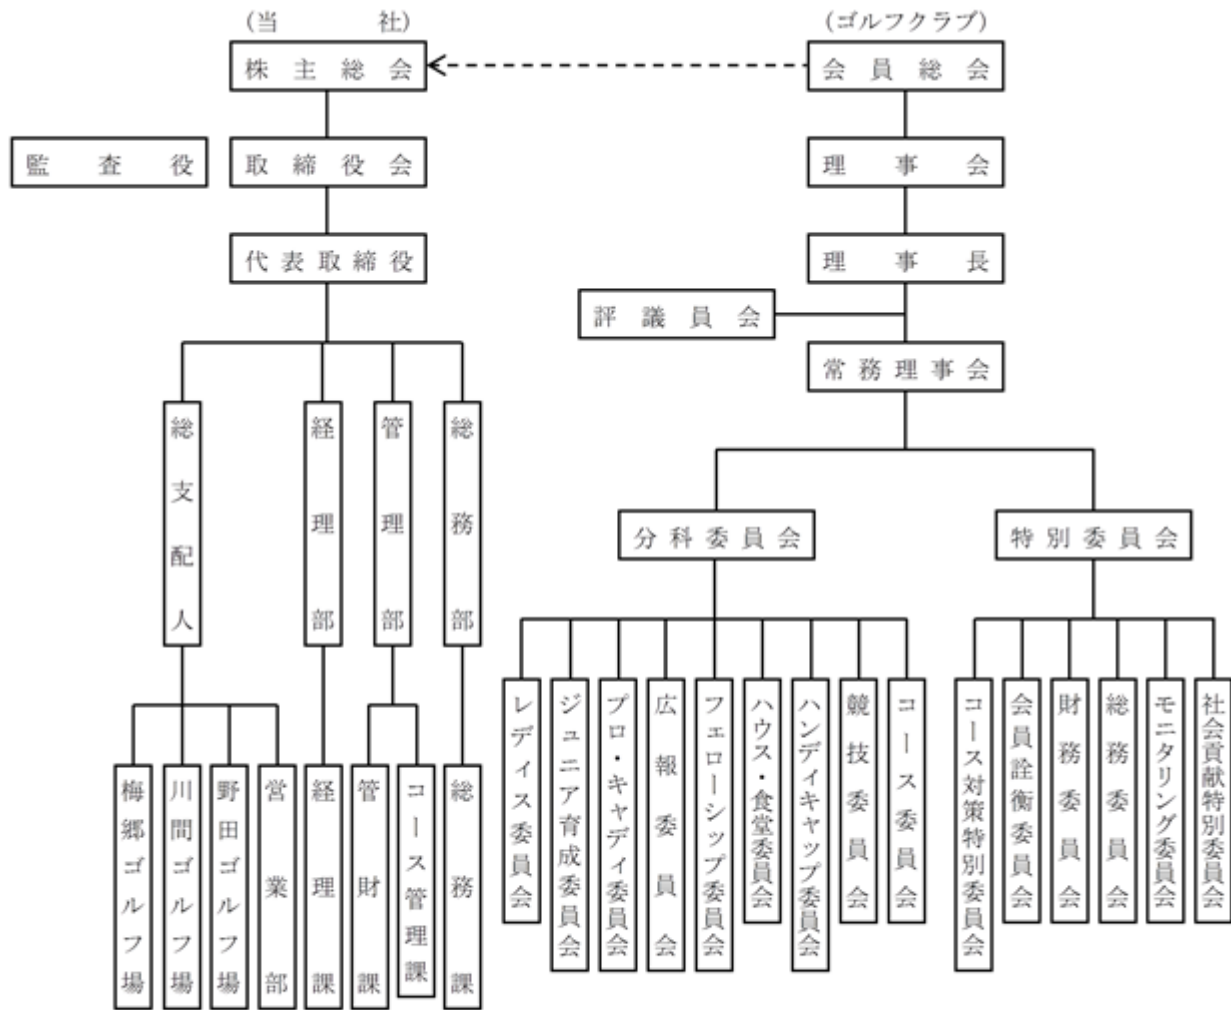 (当社)
(ゴルフクラブ)
株主総会
会員総会
監査役
取締役会
理事会
代表取締役
理事長
評議員会
常務理事会
総支配人
経理部
管理部
総務部
分科委員会
特別委員会
梅郷ゴルフ場
川間ゴルフ場
野田ゴルフ場
営業部
経理課
管財課
コース管理課
総務課
レディス委員会
ジュニア育成委員会
プロ・キャディ委員会
広報委員会
フェローシップ委員会
ハウス・食堂委員会
ハンディキャップ委員会
競技委員会
コース委員会
コース対策特別委員会
会員詮衡委員会
財務委員会
総務委員会
モニタリング委員会
社会貢献特別委員会